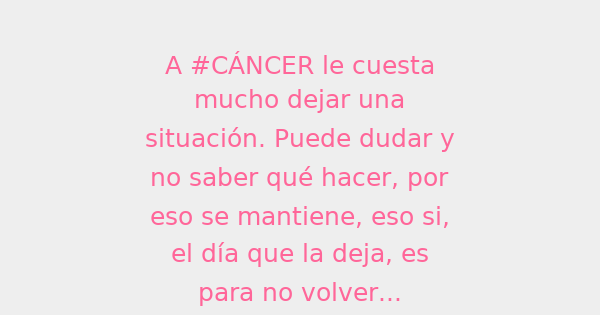 A #CÁNCER le cuesta
mucho dejar una
situación. Puede dudar y
no saber qué hacer, por
eso se mantiene, eso si,
el día que la deja, es
para no volver...